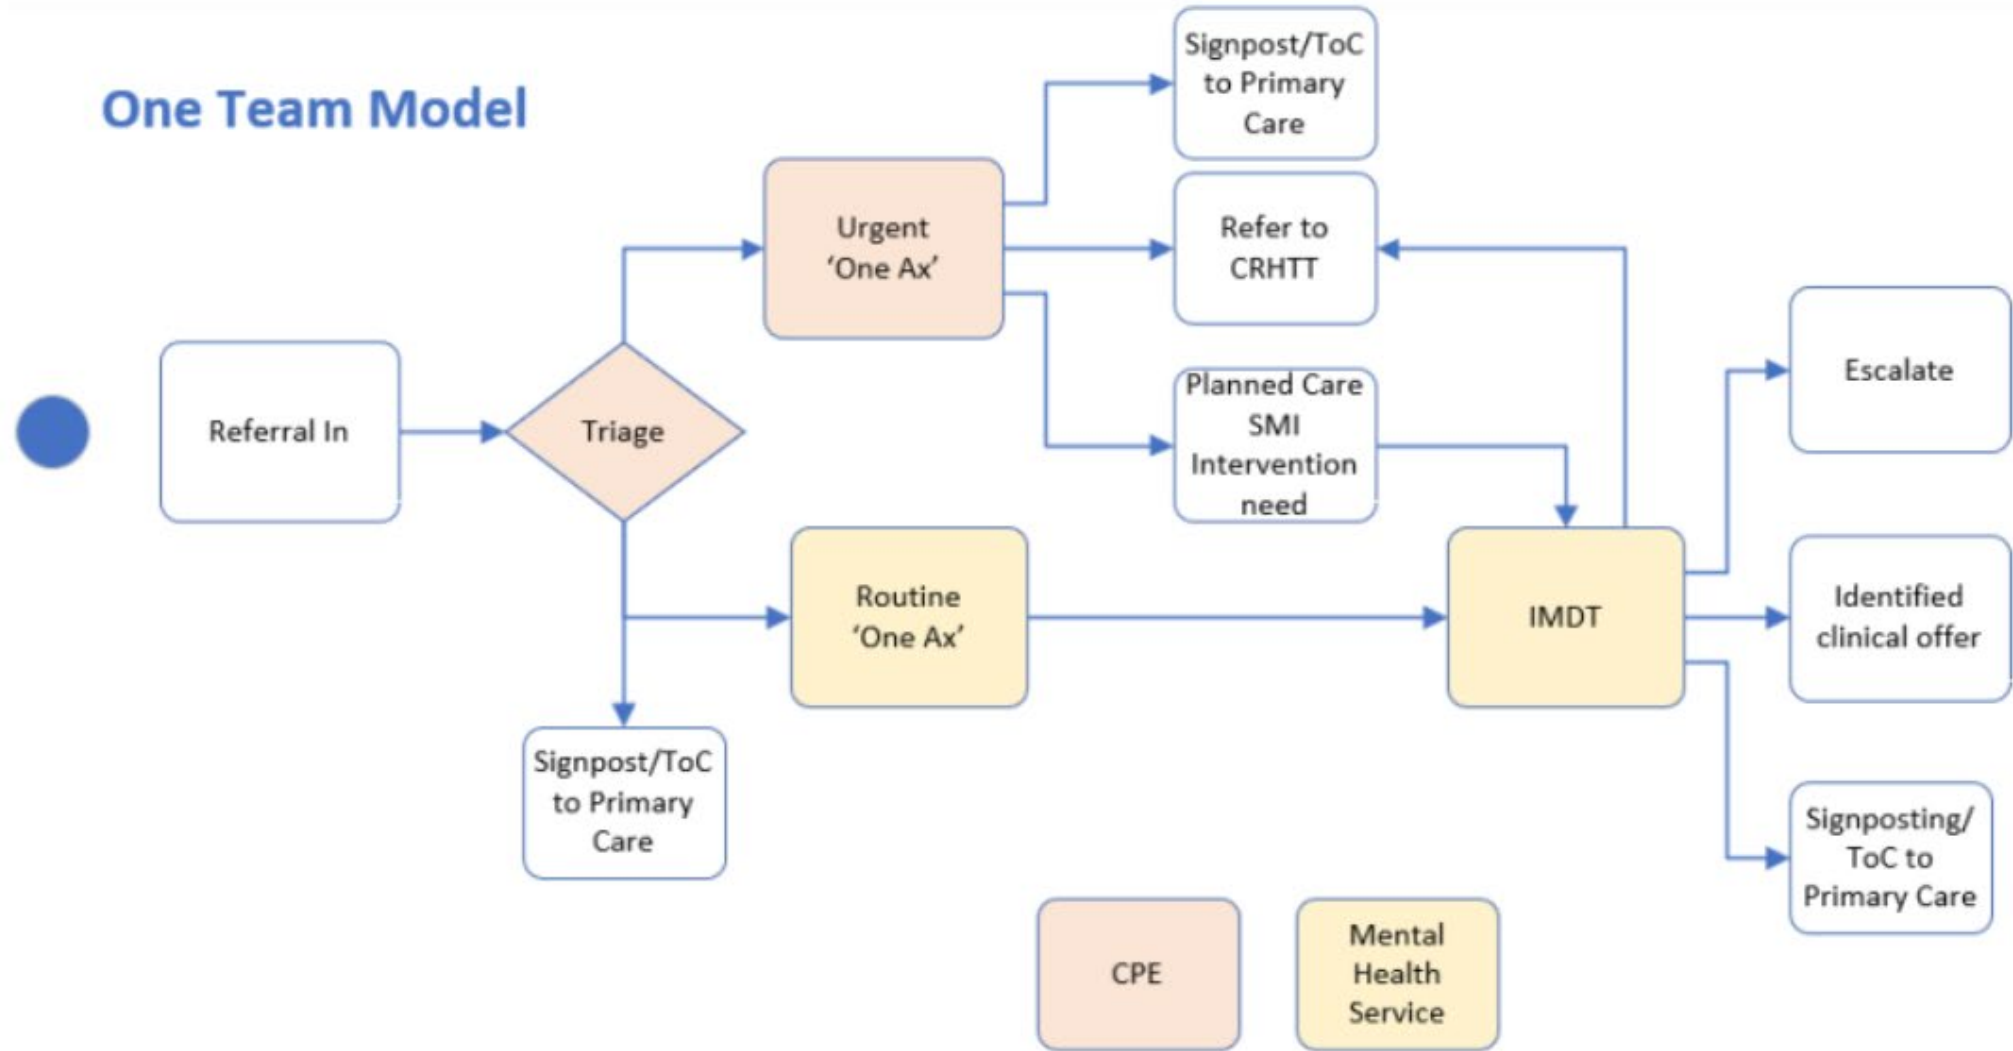 One Team Model
Signpost/ToC
to Primary
Care
Urgent
‘One Ax’
Refer to
CRHTT
Referral In
Triage
Planned Care
SMI
Intervention
need
Escalate
Routine
‘One Ax’
IMDT
Identified
clinical offer
Signpost/ToC
to Primary
Care
Signposting/
ToC to
Primary Care
CPE
Mental
Health
Service